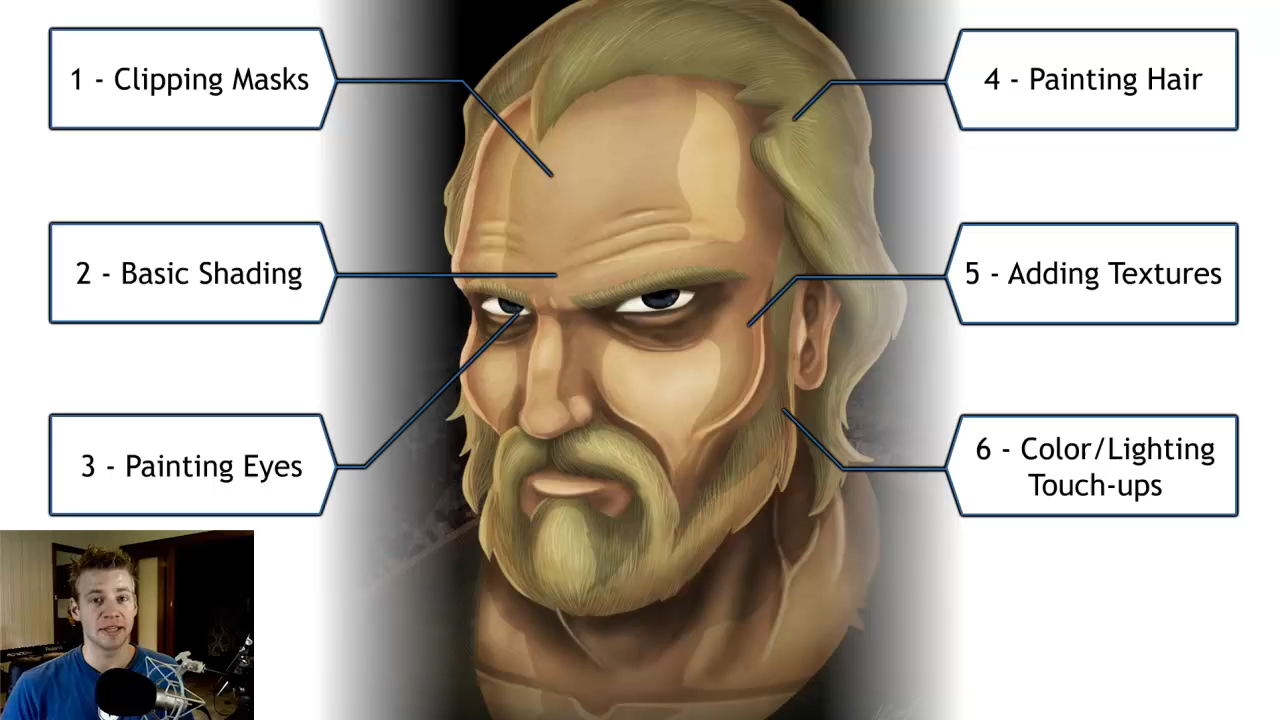 1 - Clipping Masks
2 - Basic Shading
3 - Painting Eyes
4 - Painting Hair
5 - Adding Textures
6 - Color/Lighting
Touch-ups